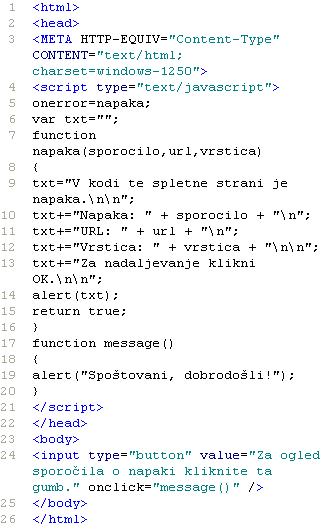 1 <html>
2 <head>
3 <META HTTP-EQUIV="Content-Type"
CONTENT="text/html;
charset=windows-1250">
4 <script type="text/javascript">
5 onerror=napaka;
6 var txt="";
7 function
napaka(sporocilo,url,vrstica)
8 {
9 txt="V kodi te spletne strani je
napaka.\n\n";
10 txt+="Napaka: " + sporocilo + "\n";
11 txt+="URL: " + url + "\n";
12 txt+="Vrstica: " + vrstica + "\n\n";
13 txt+="Za nadaljevanje klikni
OK.\n\n";
14 alert(txt);
15 return true;
16 }
17 function message()
18 {
19 alert("Spoštovani, dobrodošli!");
20 }
21 </script>
22 </head>
23 <body>
24 <input type="button" value="Za ogled
sporočila o napaki kliknite ta
gumb." onclick="message()" />
25 </body>
26 </html>